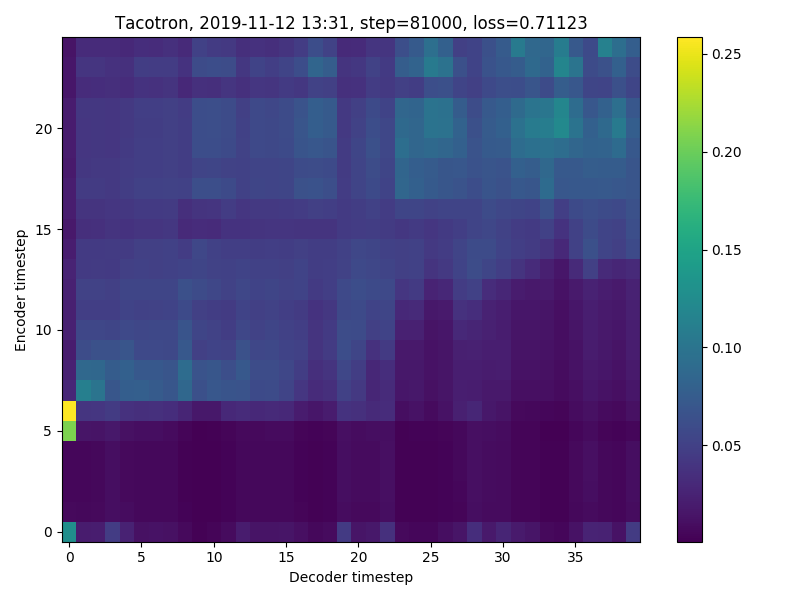 Tacotron, 2019-11-12 13:31, step=81000, loss=0.71123
Encoder timestep
20
15
10
5
0
0 5 10 15 20 25 30 35
Decoder timestep
0.25
0.20
0.15
0.10
0.05